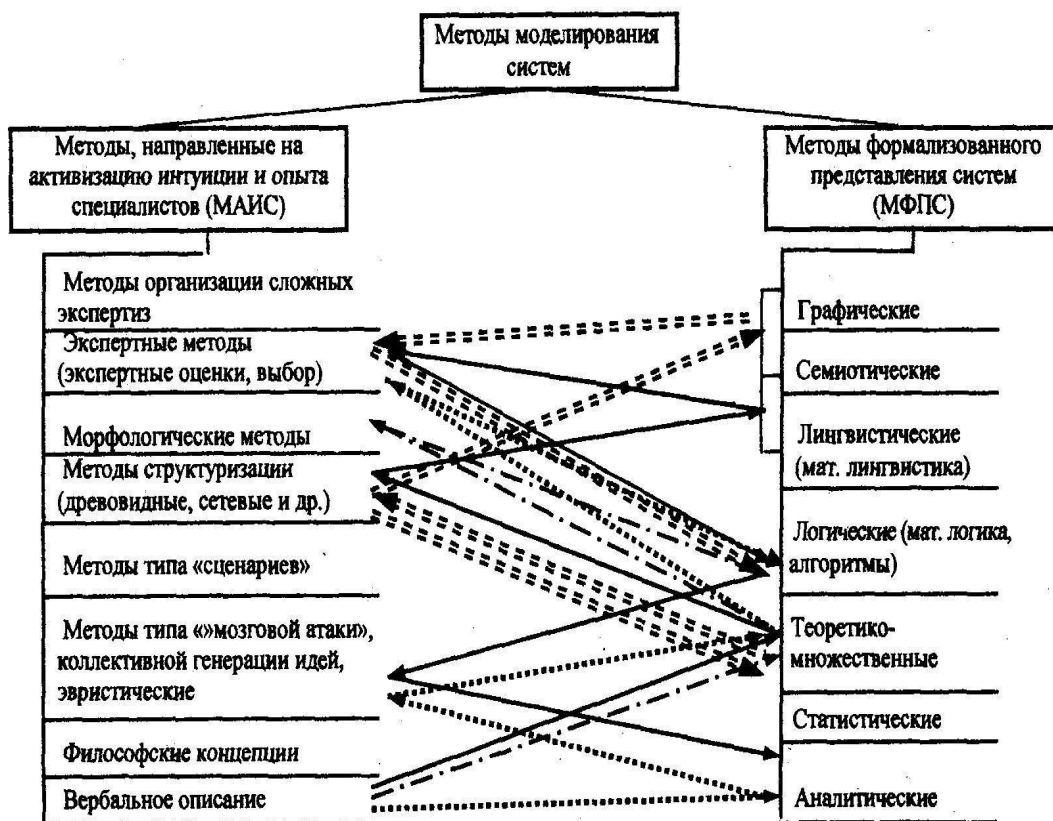 Методы моделирования
систем
Методы, направленные на
активизацию интуиции и опыта
специалистов (МАИС)
Методы формализованного
представления систем
(МФПС)
Методы организации сложных
экспертиз
Экспертные методы
(экспертные оценки, выбор)
Морфологические методы
Методы структуризации
(древовидные, сетевые и др.)
Методы типа «сценариев»
Методы типа «»мозговой атаки»,
коллективной генерации идей,
эвристические
Философские концепции
Вербальное описание
Графические
Семиотические
Лингвистические
(мат. лингвистика)
Логические (мат. логика,
алгоритмы)
Теоретико-
множественные
Статистические
Аналитические